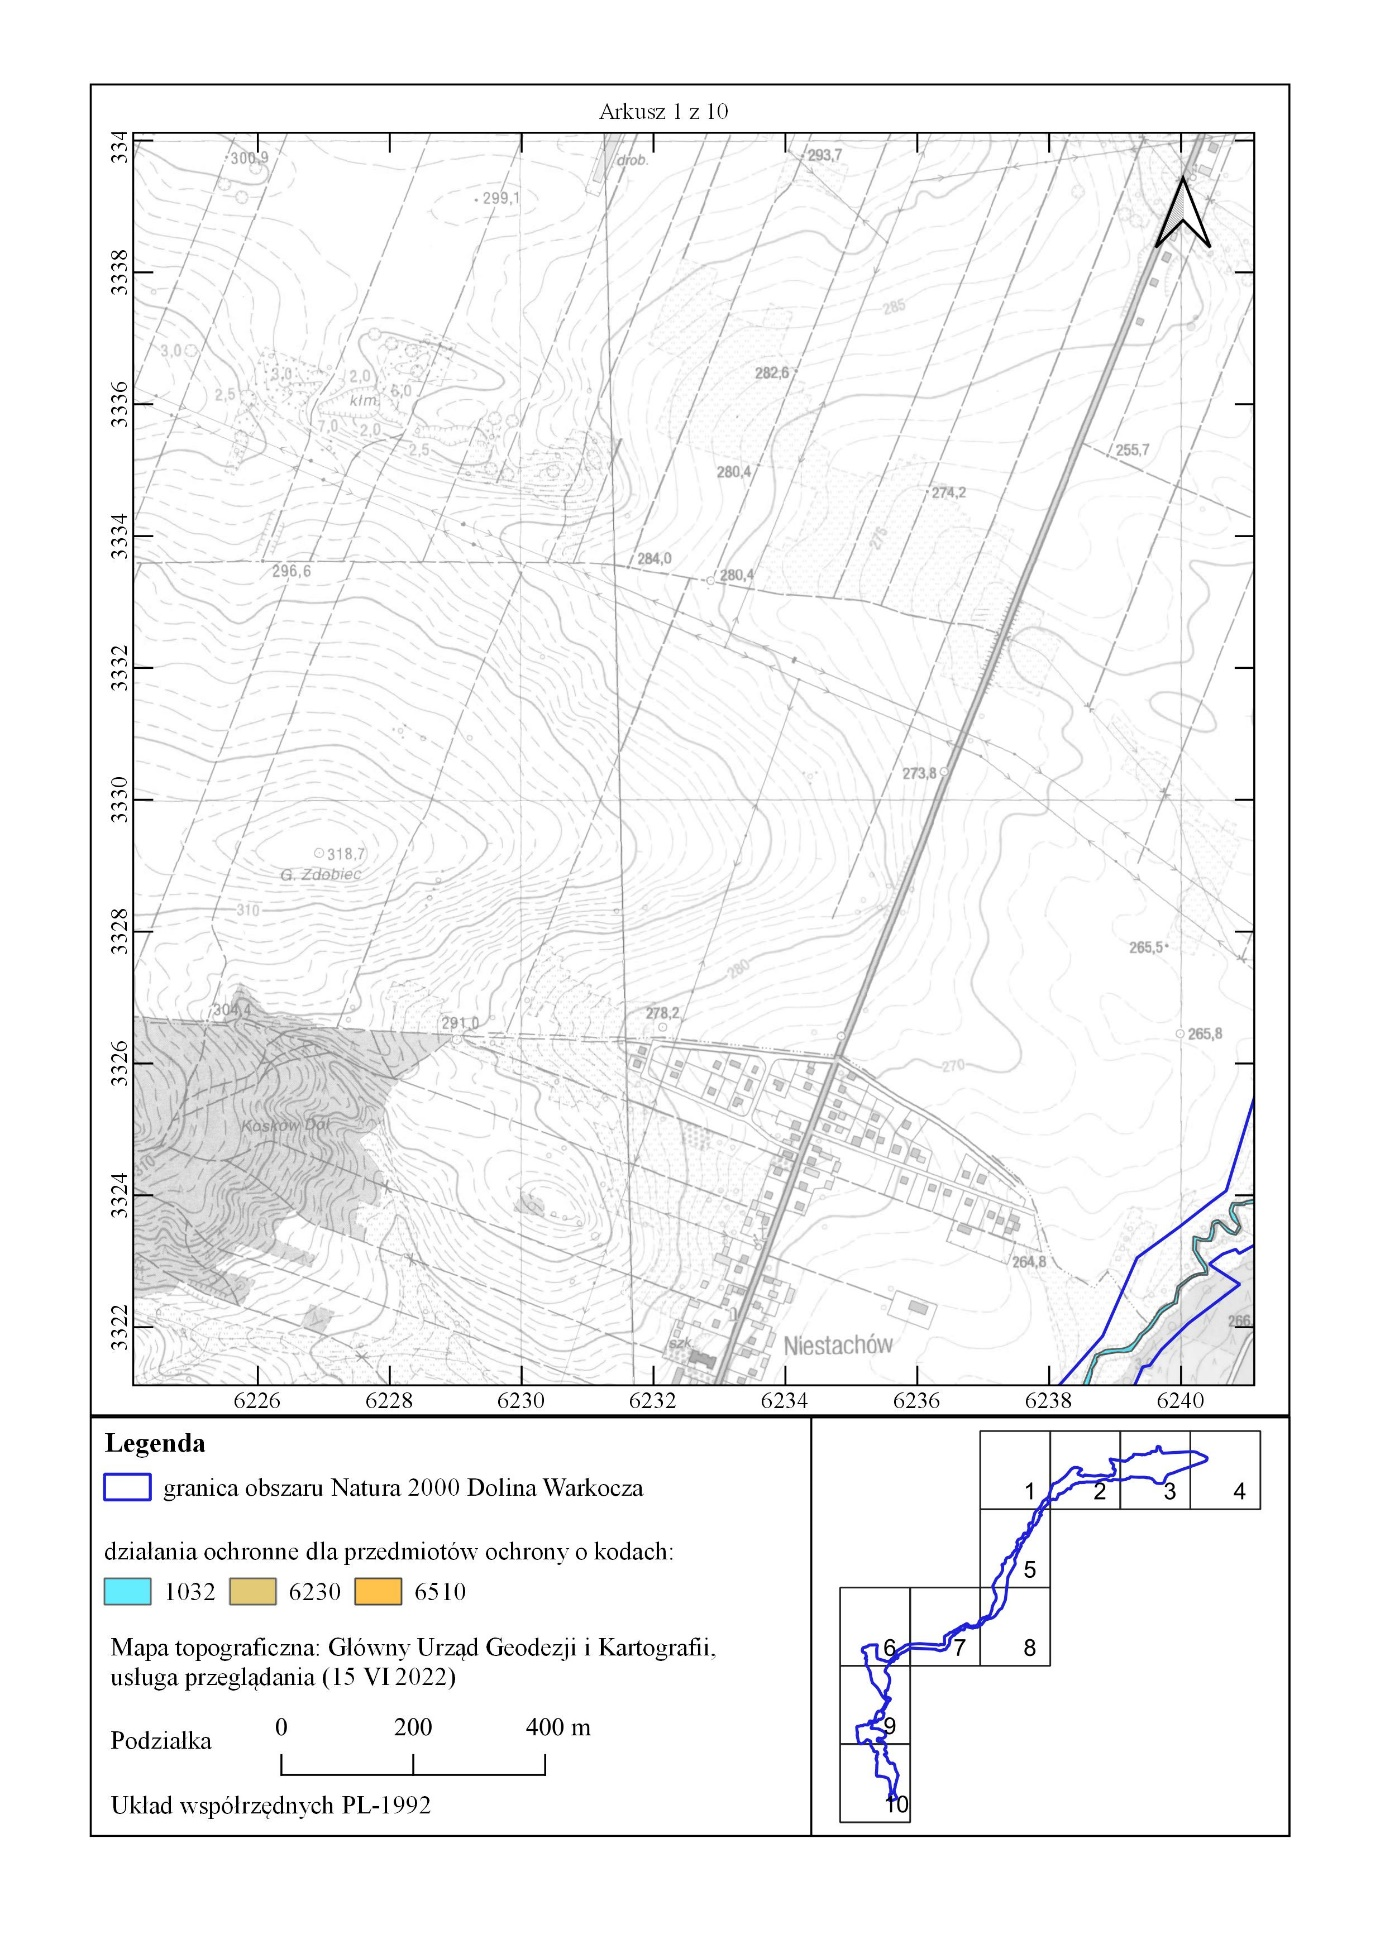 Arkusz 1 z 10
334
300,9
drob.
293,7
299,1
3338
285
3,0
3,0
2,0
282,6
2,5
6,0
3336
kłm.
7,0
2,0
2,5
255,7
280,4
274,2
3334
275
284,0
296,6
280,4
3332
273,8
3330
318,7
G. Zdobiec
310
3328
265,5
280
304,4
291,0
278,2
265,8
3326
270
Kosków Dół
310
3324
264,8
3322
266
szk.
Niestachów
6226 6228 6230 6232 6234 6236 6238 6240
Legenda
granica obszaru Natura 2000 Dolina Warkocza
działania ochronne dla przedmiotów ochrony o kodach:
1032 6230 6510
Mapa topograficzna: Główny Urząd Geodezji i Kartografii,
usługa przeglądania (15 VI 2022)
Podziałka 0 200 400 m
Układ współrzędnych PL-1992
1 2 3 4
5
6 7 8
9
10